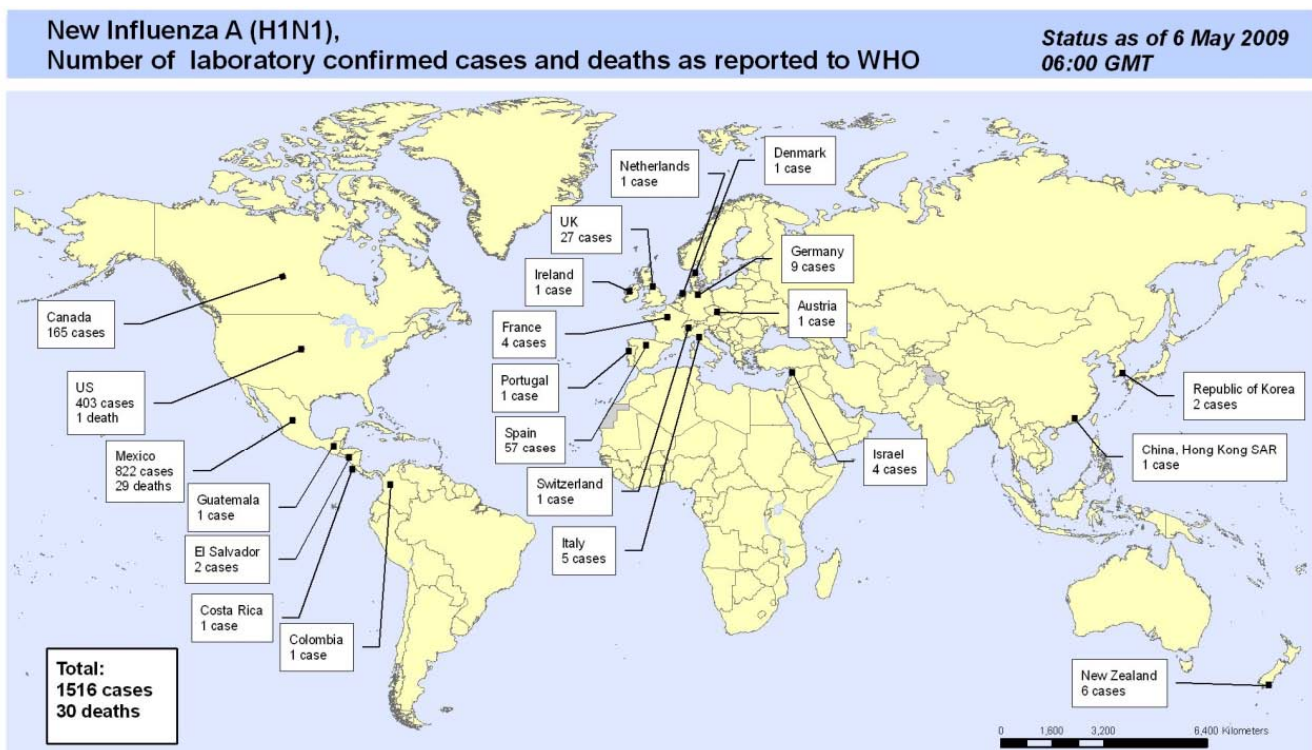 New Influenza A (H1N1),
Number of laboratory confirmed cases and deaths as reported to WHO
Status as of 6 May 2009
06:00 GMT
Netherlands
1 case
Denmark
1 case
UK
27 cases
Germany
9 cases
Ireland
1 case
Austria
1 case
Canada
165 cases
France
4 cases
US
403 cases
1 death
Portugal
1 case
Republic of Korea
2 cases
Spain
57 cases
Mexico
822 cases
29 deaths
Israel
4 cases
China, Hong Kong SAR
1 case
Switzerland
1 case
Guatemala
1 case
El Salvador
2 cases
Italy
5 cases
Costa Rica
1 case
Colombia
1 case
Total:
1516 cases
30 deaths
New Zealand
6 cases
0 1,600 3,200 6,400 Kilometers